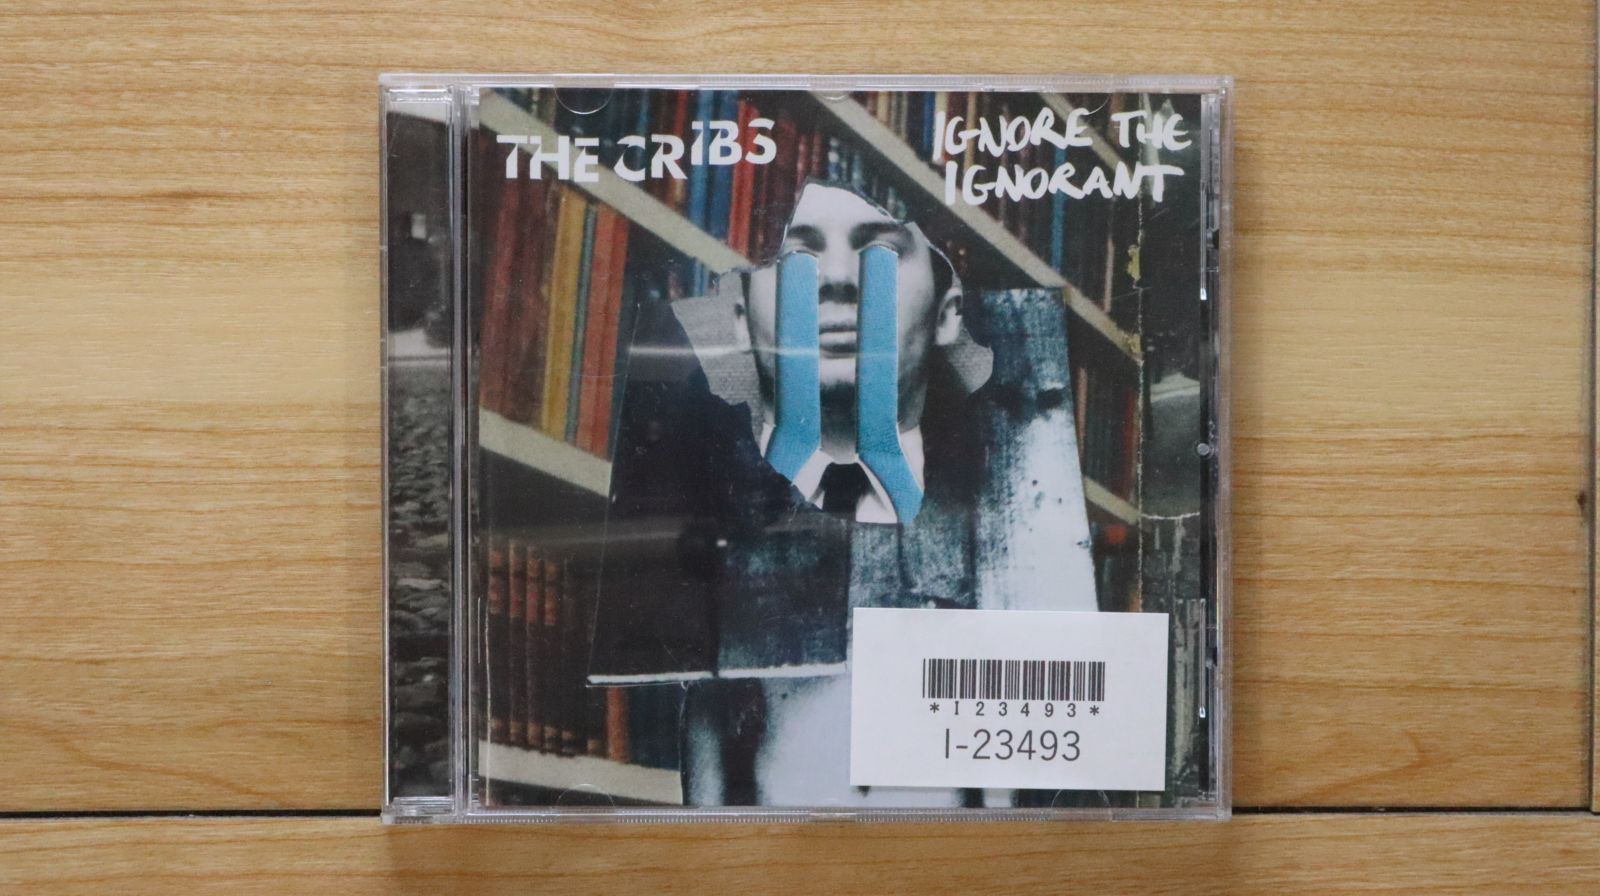 THE CRIBS
IGNORE THE
IGNORANT
*I23493*
I-23493